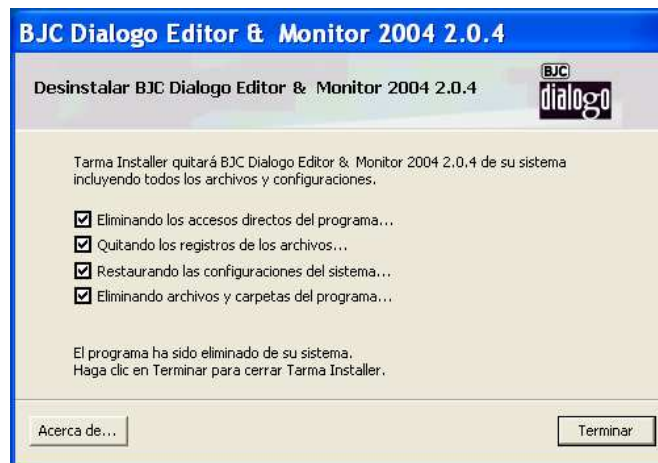 BJC Dialogo Editor & Monitor 2004 2.0.4
Desinstalar BJC Dialogo Editor & Monitor 2004 2.0.4
BJC
dialogo
Tarma Installer quitará BJC Dialogo Editor & Monitor 2004 2.0.4 de su sistema
incluyendo todos los archivos y configuraciones.
Eliminando los accesos directos del programa...
Quitando los registros de los archivos...
Restaurando las configuraciones del sistema...
Eliminando archivos y carpetas del programa...
El programa ha sido eliminado de su sistema.
Haga clic en Terminar para cerrar Tarma Installer.
Acerca de...
Terminar